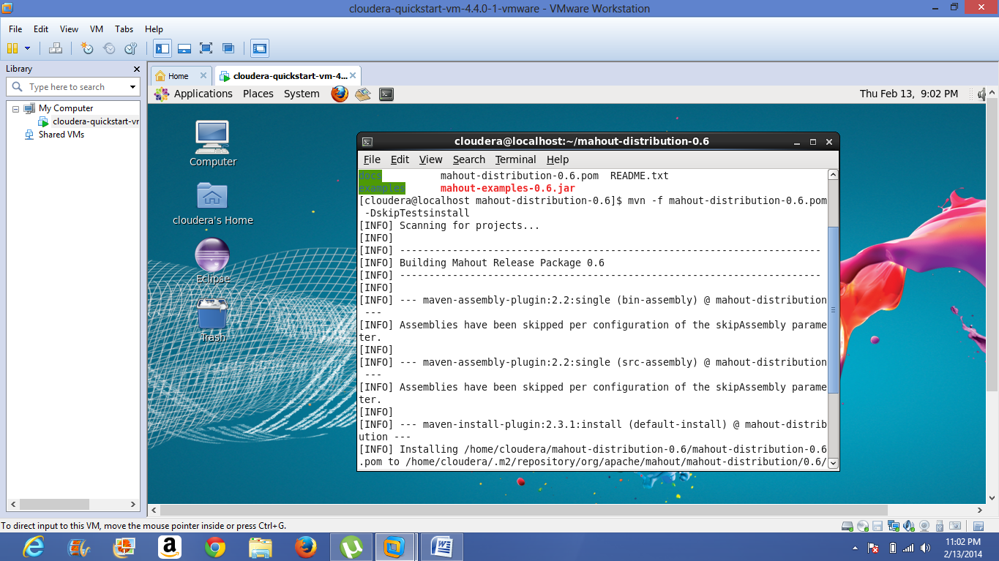 cloudera-quickstart-vm-4.4.0-1-vmware - VMware Workstation
File Edit View VM Tabs Help
Library
Type here to search
My Computer
cloudera-quickstart-vr
Shared VMs
Home
cloudera-quickstart-vm-4...
Applications Places System
Thu Feb 13, 9:02 PM
Computer
cloudera's Home
Eclipse
Trash
cloudera@localhost:~/mahout-distribution-0.6
File Edit View Search Terminal Help
docs mahout-distribution-0.6.pom README.txt
examples mahout-examples-0.6.jar
[cloudera@localhost mahout-distribution-0.6]$ mvn -f mahout-distribution-0.6.pom
-DskipTestsinstall
[INFO] Scanning for projects...
[INFO]
[INFO] ------------------------------------------------------------------------
[INFO] Building Mahout Release Package 0.6
[INFO] ------------------------------------------------------------------------
[INFO]
[INFO] --- maven-assembly-plugin:2.2:single (bin-assembly) @ mahout-distribution
---
[INFO] Assemblies have been skipped per configuration of the skipAssembly parame
ter.
[INFO]
[INFO] --- maven-assembly-plugin:2.2:single (src-assembly) @ mahout-distribution
---
[INFO] Assemblies have been skipped per configuration of the skipAssembly parame
ter.
[INFO]
[INFO] --- maven-install-plugin:2.3.1:install (default-install) @ mahout-distrib
ution ---
[INFO] Installing /home/cloudera/mahout-distribution-0.6/mahout-distribution-0.6
.pom to /home/cloudera/.m2/repository/org/apache/mahout/mahout-distribution/0.6/
To direct input to this VM, move the mouse pointer inside or press Ctrl+G.
11:02 PM
2/13/2014